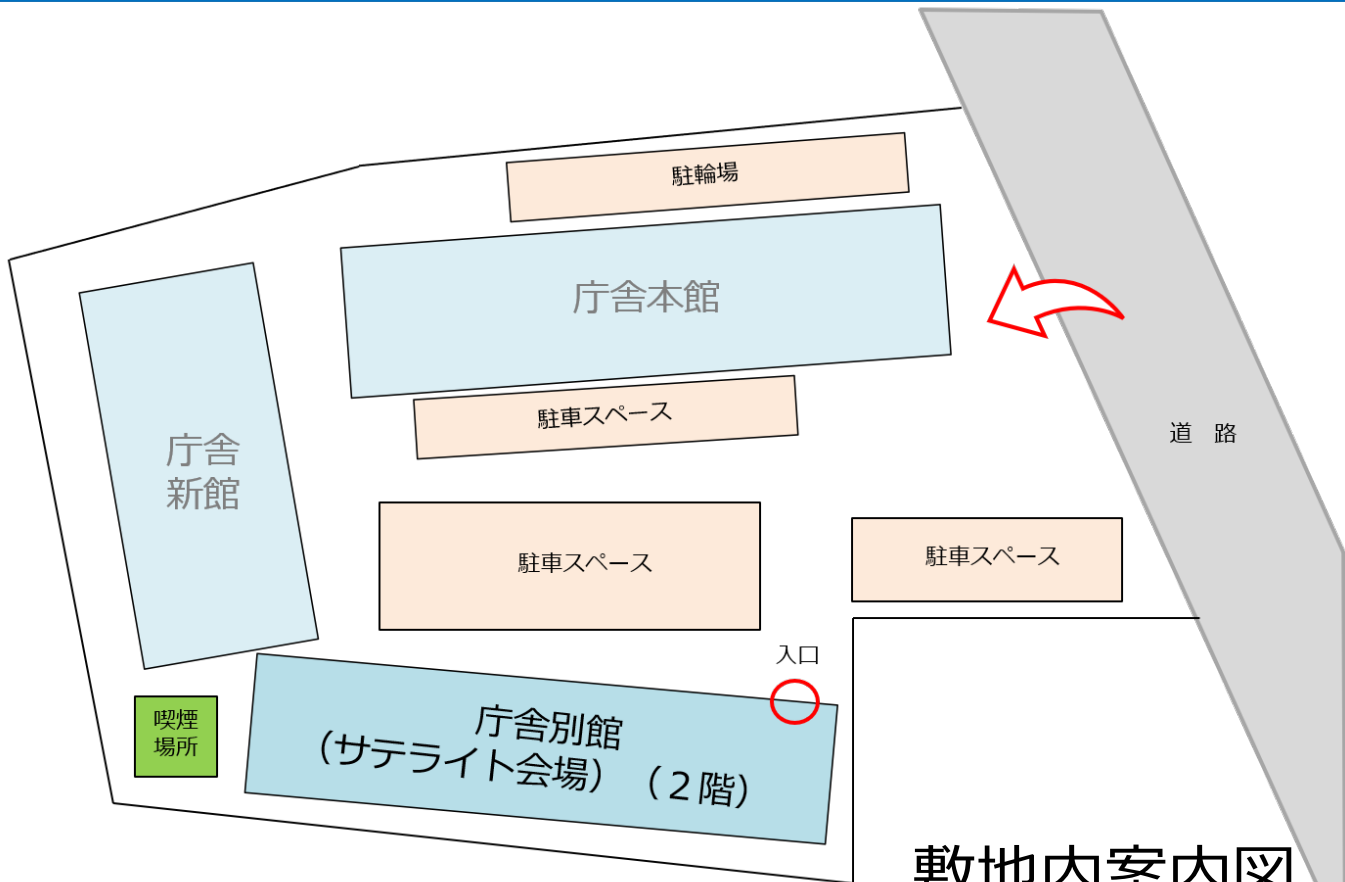 駐輪場
庁舎本館
駐車スペース
道　路
庁舎
新館
駐車スペース
駐車スペース
入口
喫煙
場所
庁舎別館
（サテライト会場）（２階）
敷地内案内図